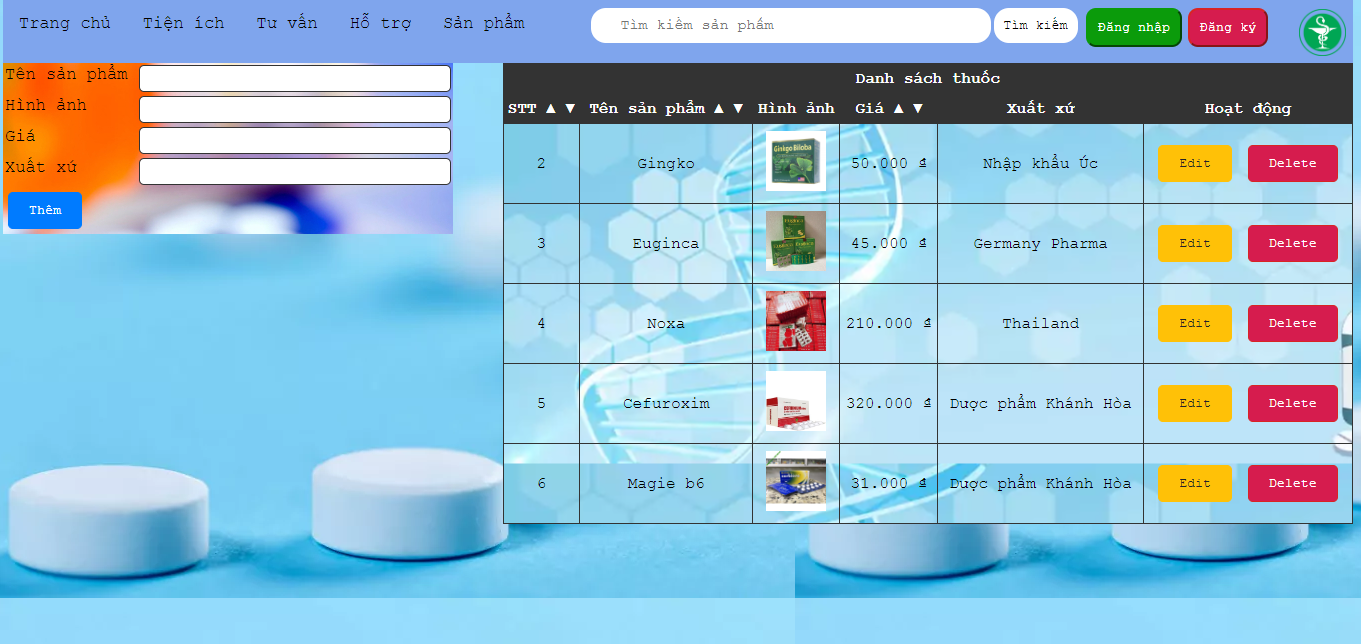 Trang chủ Tiện ích Tư vấn Hỗ trợ Sản phẩm Tìm kiếm sản phẩm Tìm kiếm Đăng nhập Đăng ký
Tên sản phẩm
Hình ảnh
Giá
Xuất xứ
Thêm
Danh sách thuốc
STT ▲ ▼ Tên sản phẩm ▲ ▼ Hình ảnh Giá ▲ ▼ Xuất xứ Hoạt động
2 Gingko Ginkgo Biloba 50.000 ₫ Nhập khẩu Úc Edit Delete
3 Euginca 45.000 ₫ Germany Pharma Edit Delete
4 Noxa 210.000 ₫ Thailand Edit Delete
5 Cefuroxim 320.000 ₫ Dược phẩm Khánh Hòa Edit Delete
6 Magie b6 31.000 ₫ Dược phẩm Khánh Hòa Edit Delete